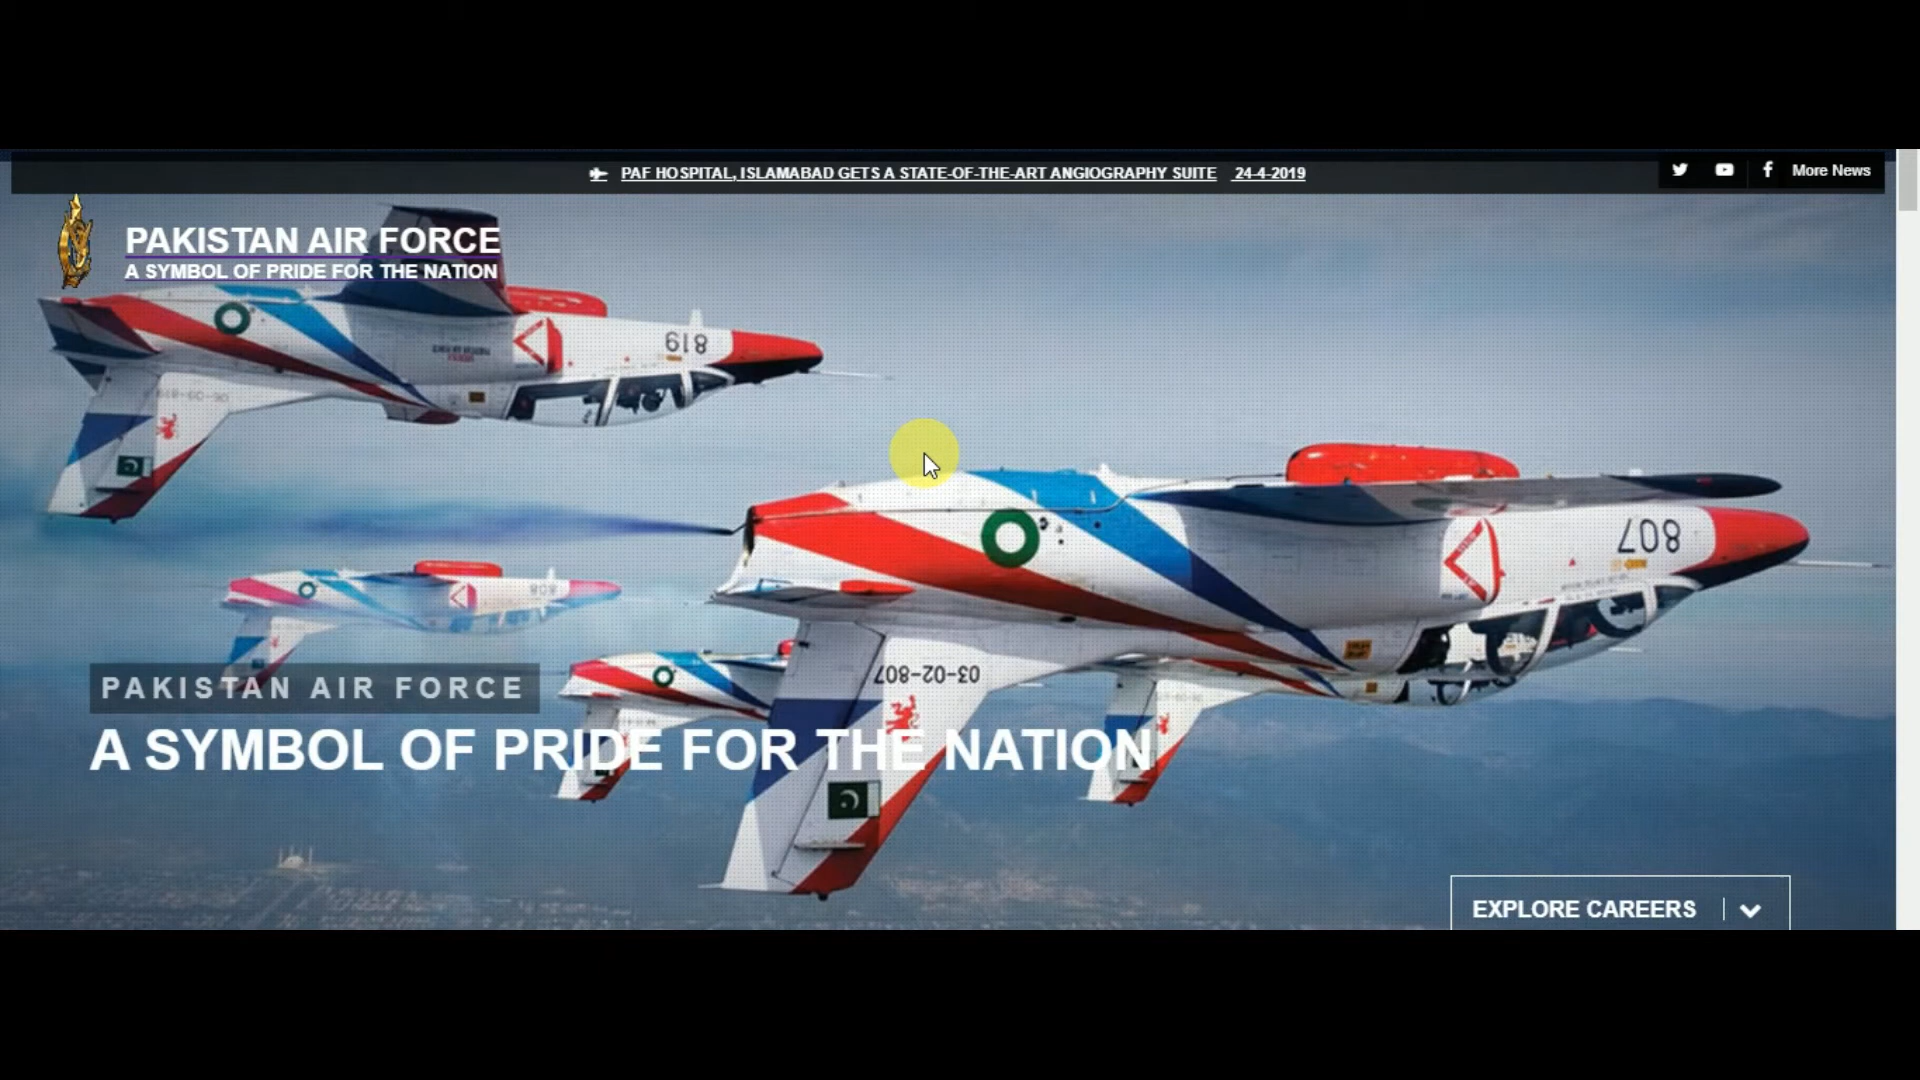 PAF HOSPITAL, ISLAMABAD GETS A STATE-OF-THE-ART ANGIOGRAPHY SUITE 24-4-2019
More News
PAKISTAN AIR FORCE
A SYMBOL OF PRIDE FOR THE NATION
819
807
808
03-02-807
PAKISTAN AIR FORCE
A SYMBOL OF PRIDE FOR THE NATION
EXPLORE CAREERS